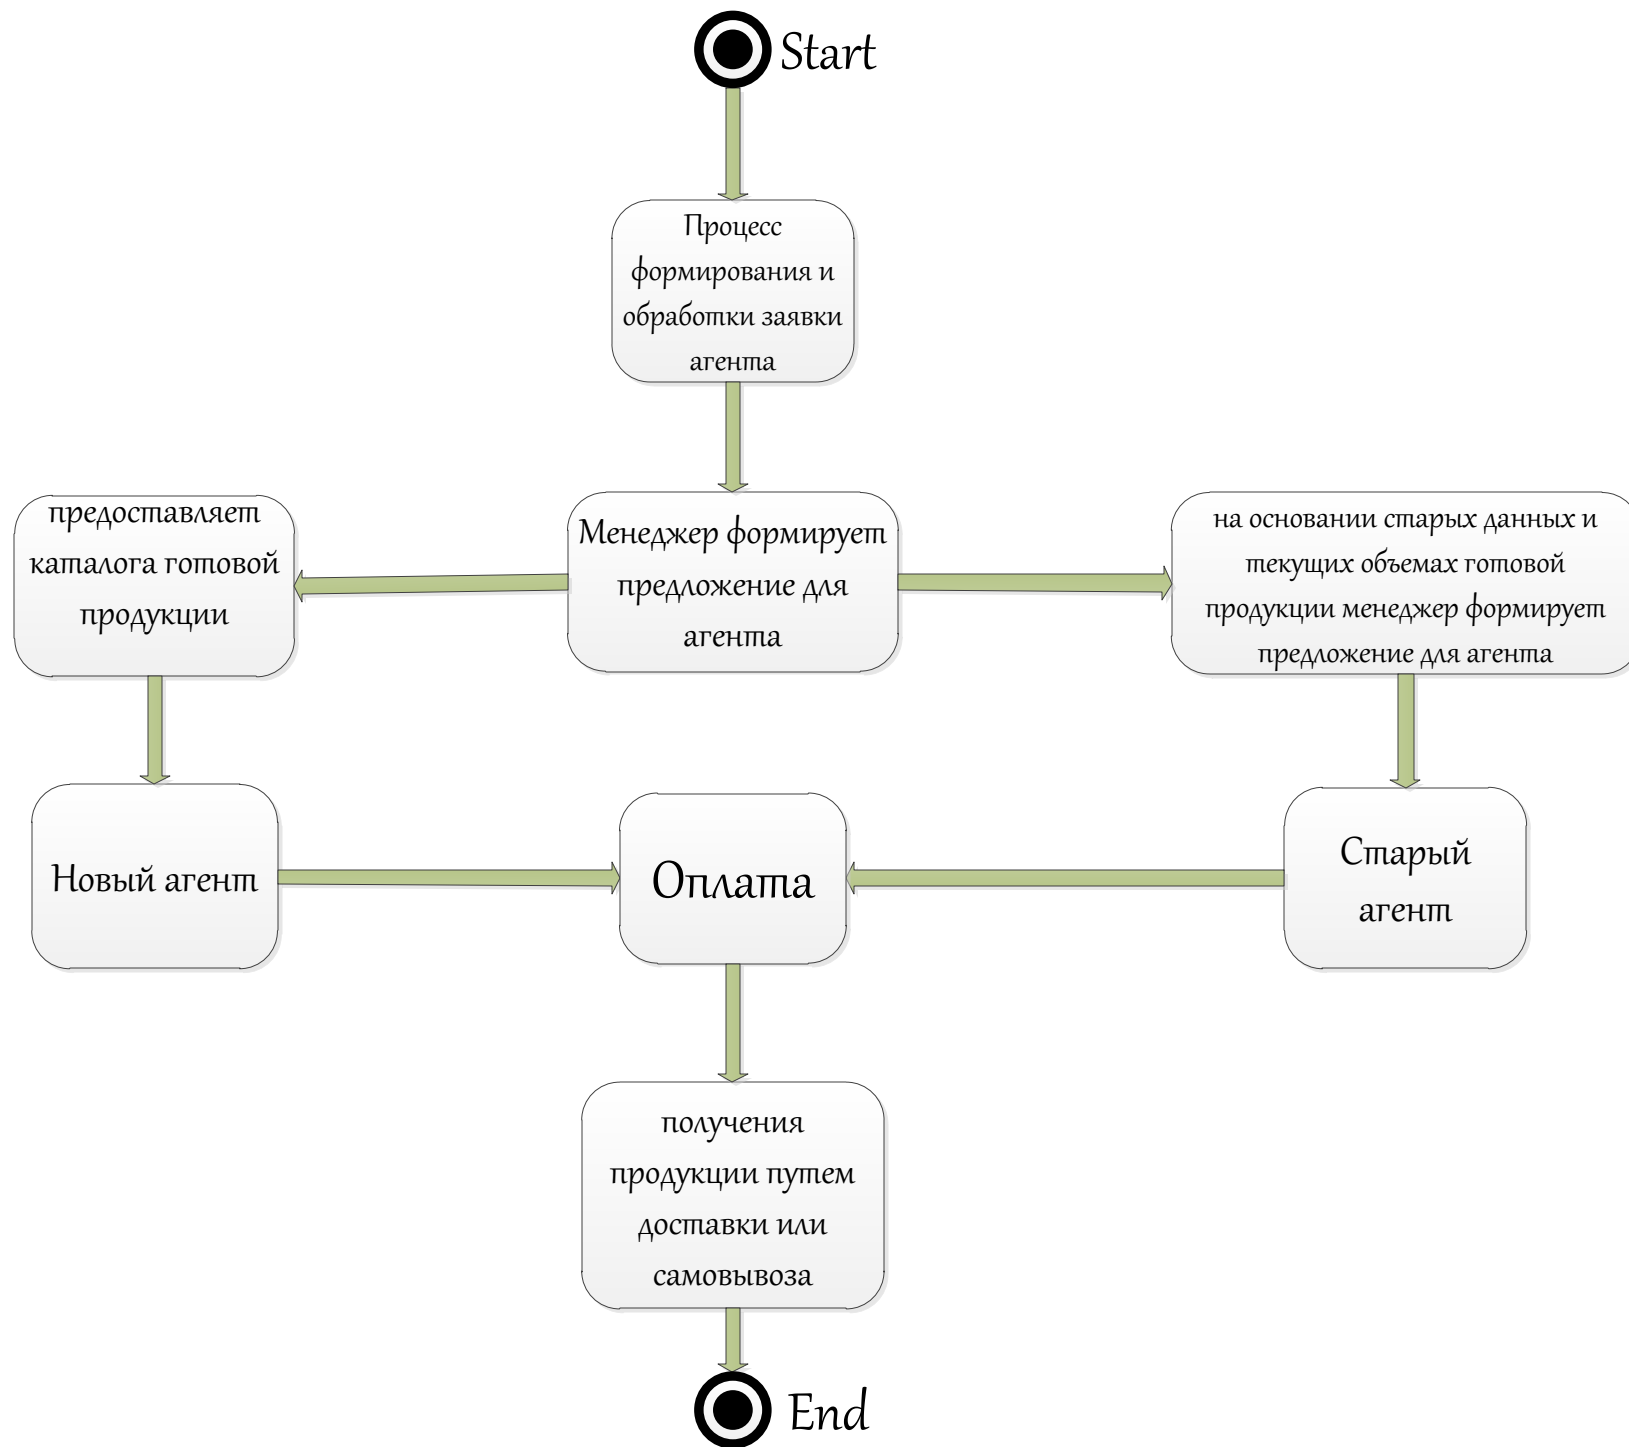 Start
Процесс
формирования и
обработки заявки
агента
предоставляет
каталога готовой
продукции
Менеджер формирует
предложение для
агента
на основании старых данных и
текущих объемах готовой
продукции менеджер формирует
предложение для агента
Новый агент
Оплата
Старый
агент
получения
продукции путем
доставки или
самовывоза
End